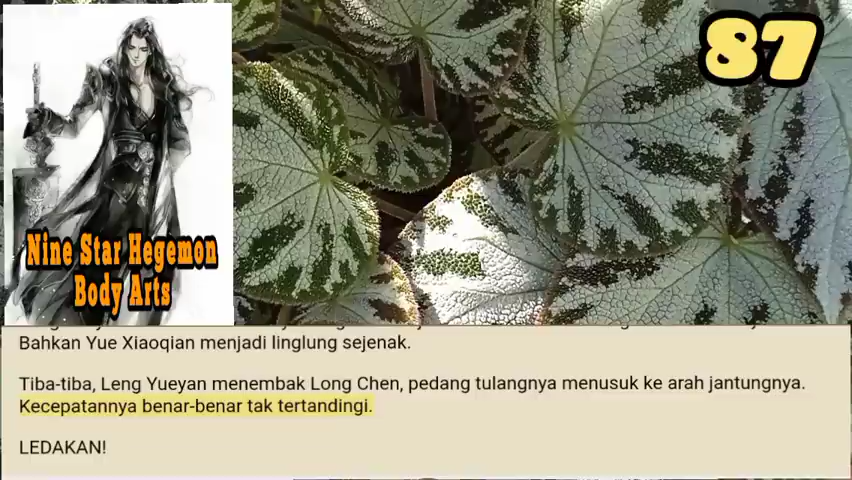 87
Nine Star Hegemon
Body Arts
Bahkan Yue Xiaoqian menjadi linglung sejenak.
Tiba-tiba, Leng Yueyan menembak Long Chen, pedang tulangnya menusuk ke arah jantungnya.
Kecepatannya benar-benar tak tertandingi.
LEDAKAN!